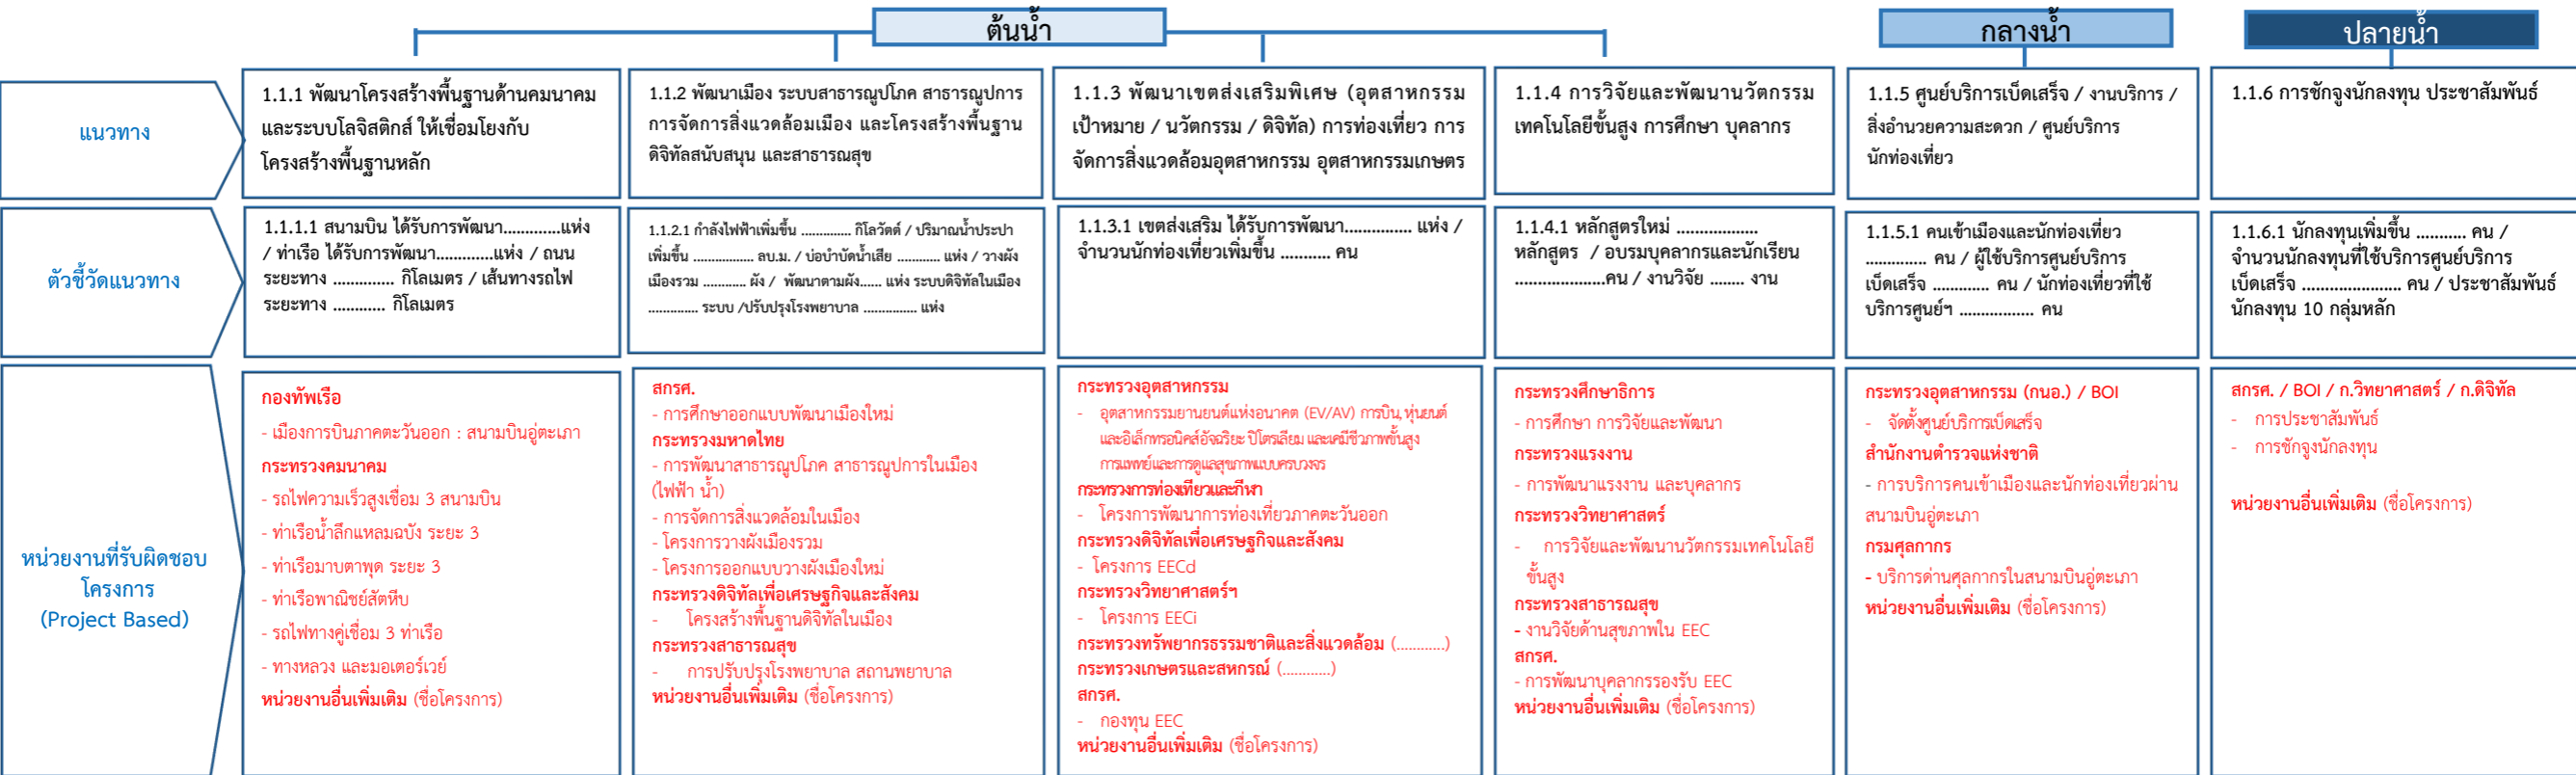 ต้นน้ำ
กลางน้ำ
ปลายน้ำ
แนวทาง
1.1.1 พัฒนาโครงสร้างพื้นฐานด้านคมนาคม
และระบบโลจิสติกส์ ให้เชื่อมโยงกับ
โครงสร้างพื้นฐานหลัก
1.1.2 พัฒนาเมือง ระบบสาธารณูปโภค สาธารณูปการ
การจัดการสิ่งแวดล้อมเมือง และโครงสร้างพื้นฐาน
ดิจิทัลสนับสนุน และสาธารณสุข
1.1.3 พัฒนาเขตส่งเสริมพิเศษ (อุตสาหกรรม
เป้าหมาย / นวัตกรรม / ดิจิทัล) การท่องเที่ยว การ
จัดการสิ่งแวดล้อมอุตสาหกรรม อุตสาหกรรมเกษตร
1.1.4 การวิจัยและพัฒนานวัตกรรม
เทคโนโลยีขั้นสูง การศึกษา บุคลากร
1.1.5 ศูนย์บริการเบ็ดเสร็จ / งานบริการ /
สิ่งอำนวยความสะดวก / ศูนย์บริการ
นักท่องเที่ยว
1.1.6 การชักจูงนักลงทุน ประชาสัมพันธ์
ตัวชี้วัดแนวทาง
1.1.1.1 สนามบิน ได้รับการพัฒนา.............แห่ง
/ ท่าเรือ ได้รับการพัฒนา.............แห่ง / ถนน
ระยะทาง .............. กิโลเมตร / เส้นทางรถไฟ
ระยะทาง ............ กิโลเมตร
1.1.2.1 กำลังไฟฟ้าเพิ่มขึ้น .............. กิโลวัตต์ / ปริมาณน้ำประปา
เพิ่มขึ้น ................. ลบ.ม. / บ่อบำบัดน้ำเสีย ............ แห่ง / วางผัง
เมืองรวม ............ ผัง / พัฒนาตามผัง...... แห่ง ระบบดิจิทัลในเมือง
.............. ระบบ /ปรับปรุงโรงพยาบาล ............... แห่ง
1.1.3.1 เขตส่งเสริม ได้รับการพัฒนา............... แห่ง /
จำนวนนักท่องเที่ยวเพิ่มขึ้น ........... คน
1.1.4.1 หลักสูตรใหม่ ..................
หลักสูตร / อบรมบุคลากรและนักเรียน
....................คน / งานวิจัย ........ งาน
1.1.5.1 คนเข้าเมืองและนักท่องเที่ยว
.............. คน / ผู้ใช้บริการศูนย์บริการ
เบ็ดเสร็จ ............. คน / นักท่องเที่ยวที่ใช้
บริการศูนย์ฯ ................. คน
1.1.6.1 นักลงทุนเพิ่มขึ้น ........... คน /
จำนวนนักลงทุนที่ใช้บริการศูนย์บริการ
เบ็ดเสร็จ ...................... คน / ประชาสัมพันธ์
นักลงทุน 10 กลุ่มหลัก
หน่วยงานที่รับผิดชอบ
โครงการ
(Project Based)
กองทัพเรือ
- เมืองการบินภาคตะวันออก : สนามบินอู่ตะเภา
กระทรวงคมนาคม
- รถไฟความเร็วสูงเชื่อม 3 สนามบิน
- ท่าเรือน้ำลึกแหลมฉบัง ระยะ 3
- ท่าเรือมาบตาพุด ระยะ 3
- ท่าเรือพาณิชย์สัตหีบ
- รถไฟทางคู่เชื่อม 3 ท่าเรือ
- ทางหลวง และมอเตอร์เวย์
หน่วยงานอื่นเพิ่มเติม (ชื่อโครงการ)
สกรศ.
- การศึกษาออกแบบพัฒนาเมืองใหม่
กระทรวงมหาดไทย
- การพัฒนาสาธารณูปโภค สาธารณูปการในเมือง
(ไฟฟ้า น้ำ)
- การจัดการสิ่งแวดล้อมในเมือง
- โครงการวางผังเมืองรวม
- โครงการออกแบบวางผังเมืองใหม่
กระทรวงดิจิทัลเพื่อเศรษฐกิจและสังคม
- โครงสร้างพื้นฐานดิจิทัลในเมือง
กระทรวงสาธารณสุข
- การปรับปรุงโรงพยาบาล สถานพยาบาล
หน่วยงานอื่นเพิ่มเติม (ชื่อโครงการ)
กระทรวงอุตสาหกรรม
- อุตสาหกรรมยานยนต์แห่งอนาคต (EV/AV) การบิน, หุ่นยนต์
และอิเล็กทรอนิคส์อัจฉริยะ ปิโตรเลียม และเคมีชีวภาพขั้นสูง
การแพทย์และการดูแลสุขภาพแบบครบวงจร
กระทรวงการท่องเที่ยวและกีฬา
- โครงการพัฒนาการท่องเที่ยวภาคตะวันออก
กระทรวงดิจิทัลเพื่อเศรษฐกิจและสังคม
- โครงการ EECd
กระทรวงวิทยาศาสตร์ฯ
- โครงการ EECi
กระทรวงทรัพยากรธรรมชาติและสิ่งแวดล้อม (............)
กระทรวงเกษตรและสหกรณ์ (............)
สกรศ.
- กองทุน EEC
หน่วยงานอื่นเพิ่มเติม (ชื่อโครงการ)
กระทรวงศึกษาธิการ
- การศึกษา การวิจัยและพัฒนา
กระทรวงแรงงาน
- การพัฒนาแรงงาน และบุคลากร
กระทรวงวิทยาศาสตร์
- การวิจัยและพัฒนานวัตกรรมเทคโนโลยี
ขั้นสูง
กระทรวงสาธารณสุข
- งานวิจัยด้านสุขภาพใน EEC
สกรศ.
- การพัฒนาบุคลากรรองรับ EEC
หน่วยงานอื่นเพิ่มเติม (ชื่อโครงการ)
กระทรวงอุตสาหกรรม (กนอ.) / BOI
- จัดตั้งศูนย์บริการเบ็ดเสร็จ
สำนักงานตำรวจแห่งชาติ
- การบริการคนเข้าเมืองและนักท่องเที่ยวผ่าน
สนามบินอู่ตะเภา
กรมศุลกากร
- บริการด่านศุลกากรในสนามบินอู่ตะเภา
หน่วยงานอื่นเพิ่มเติม (ชื่อโครงการ)
สกรศ. / BOI / ก.วิทยาศาสตร์ / ก.ดิจิทัล
- การประชาสัมพันธ์
- การชักจูงนักลงทุน
หน่วยงานอื่นเพิ่มเติม (ชื่อโครงการ)